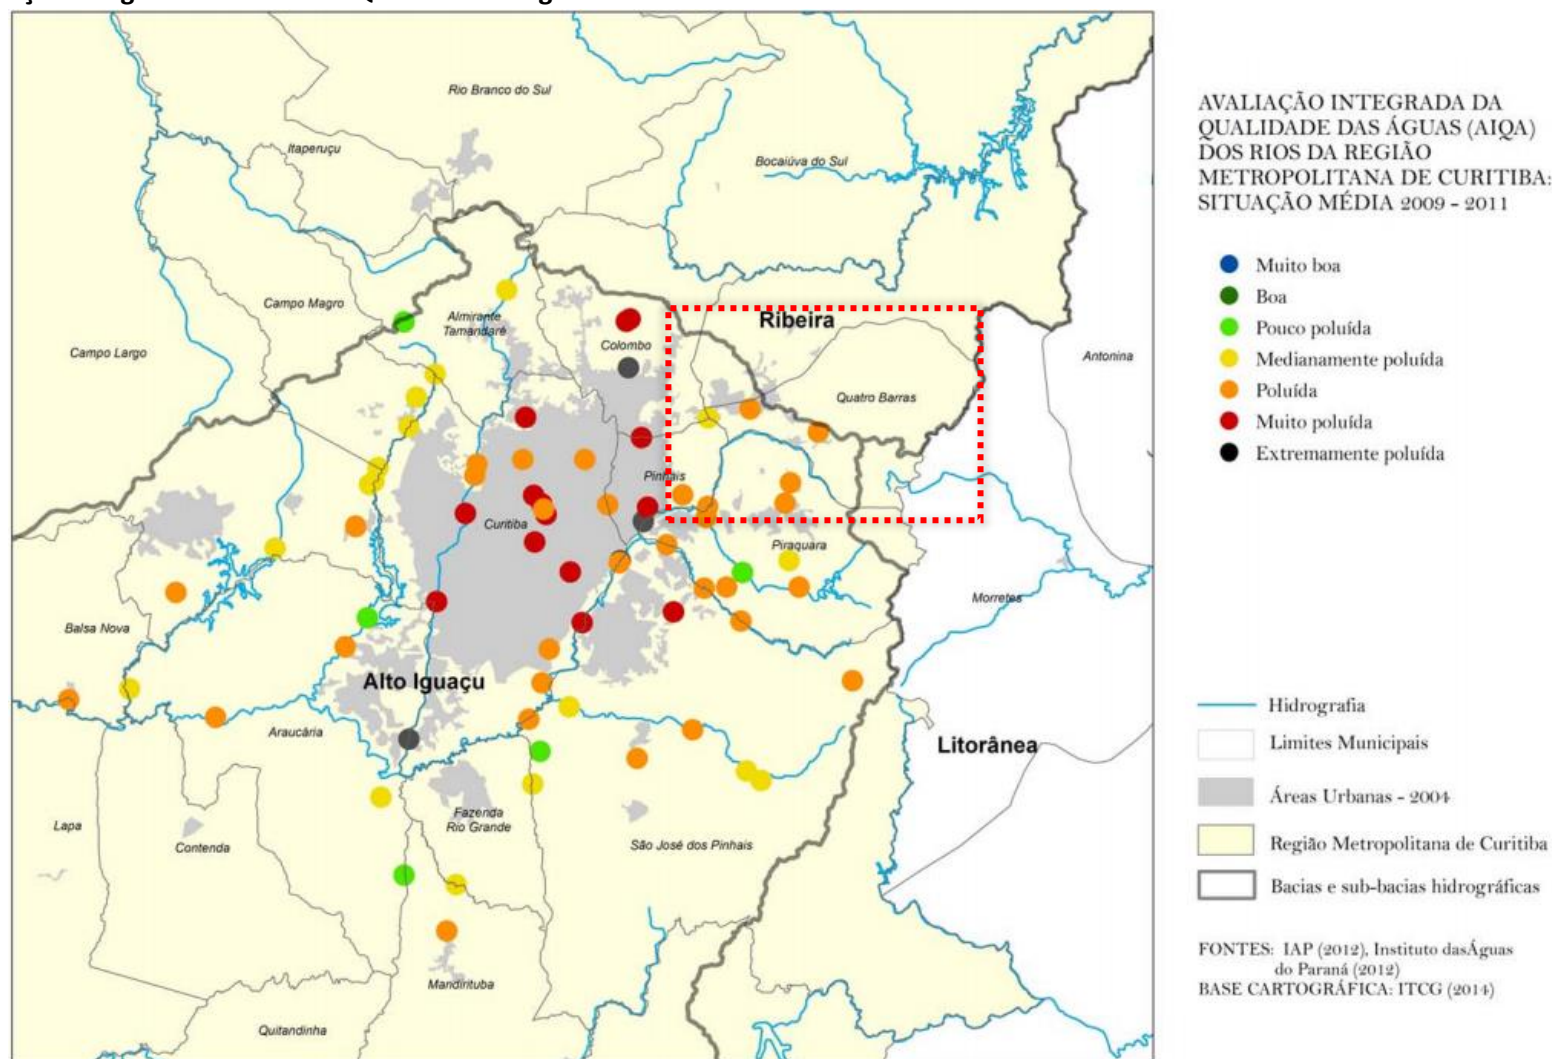 Rio Branco do Sul
Itaperuçu
Bocaiúva do Sul
Campo Magro
Almirante
Tamandaré
Ribeira
Colombo
Campo Largo
Antonina
Quatro Barras
Pinhais
Curitiba
Piraquara
Morretes
Balsa Nova
Alto Iguaçu
Araucária
Litorânea
Fazenda
Rio Grande
Lapa
Contenda
São José dos Pinhais
Mandirituba
Quitandinha
AVALIAÇÃO INTEGRADA DA
QUALIDADE DAS ÁGUAS (AIQA)
DOS RIOS DA REGIÃO
METROPOLITANA DE CURITIBA:
SITUAÇÃO MÉDIA 2009 - 2011
Muito boa
Boa
Pouco poluída
Medianamente poluída
Poluída
Muito poluída
Extremamente poluída
Hidrografia
Limites Municipais
Áreas Urbanas - 2004
Região Metropolitana de Curitiba
Bacias e sub-bacias hidrográficas
FONTES: IAP (2012), Instituto dasÁguas
do Paraná (2012)
BASE CARTOGRÁFICA: ITCG (2014)